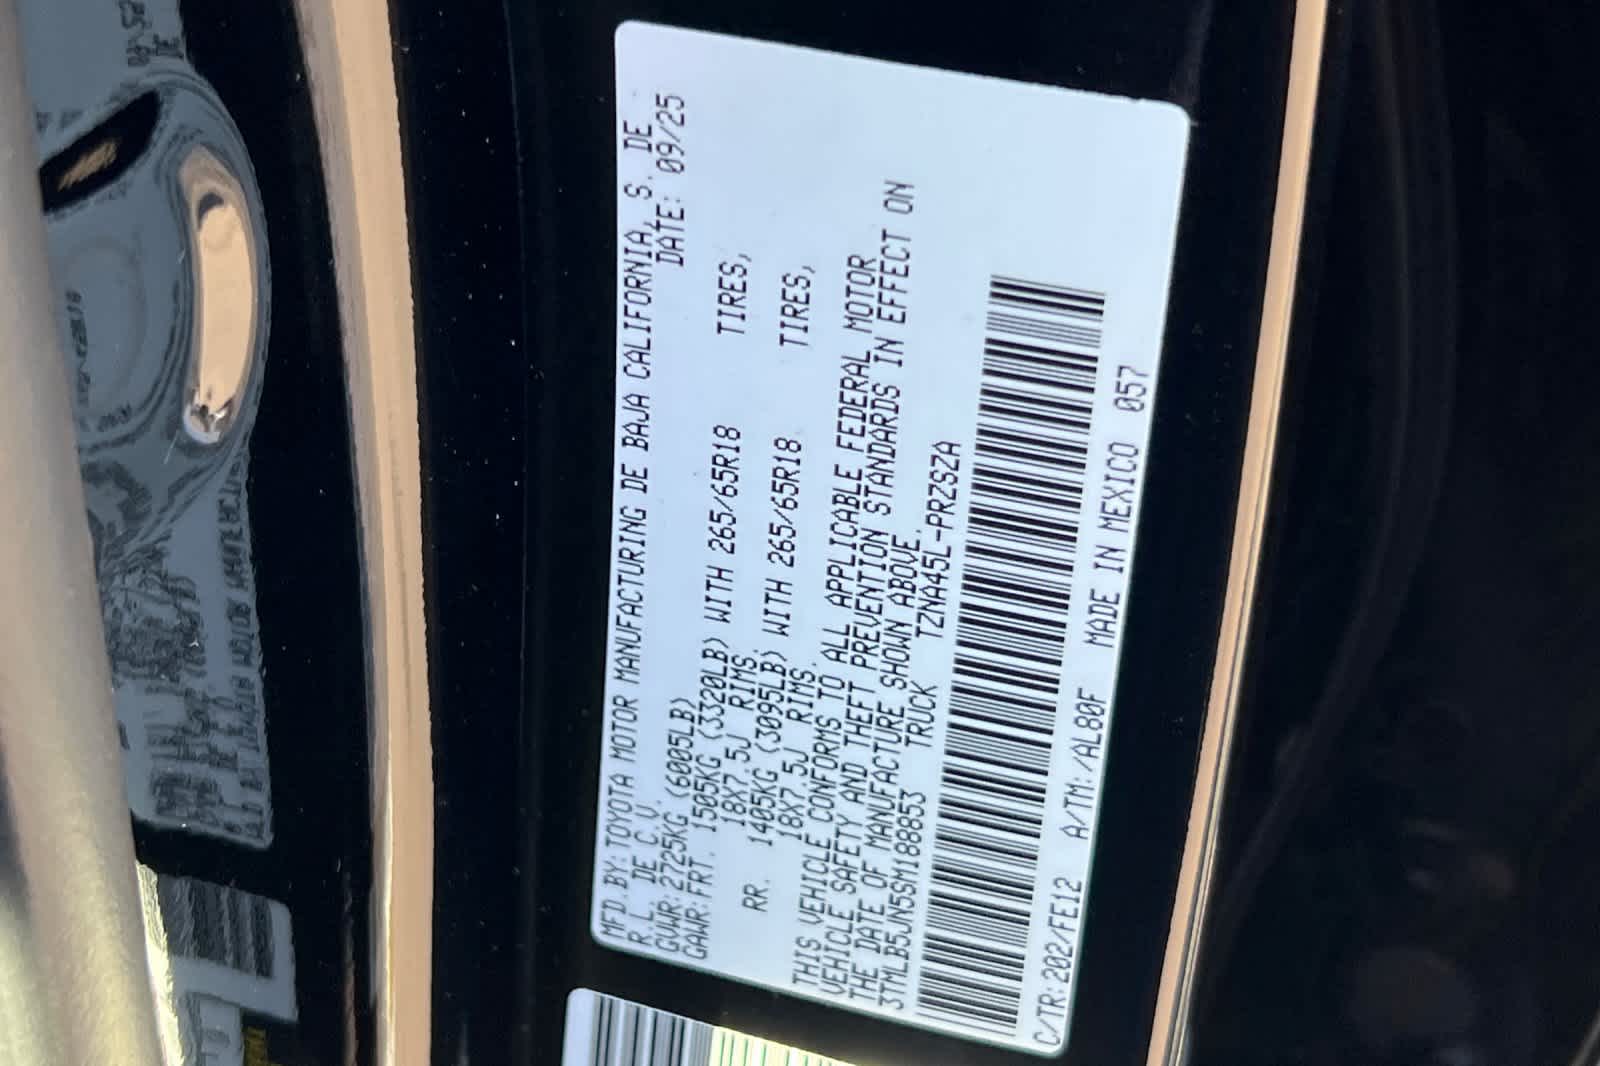 MFD.BY:TOYOTA MOTOR MANUFACTURING DE BAJA CALIFORNIA, S. DE
R.L. DE C.V. DATE: 09/25
GVWR:2725KG (6005LB)
GAWR:FRT. 1505KG (3320LB) WITH 265/65R18 TIRES,
18X7.5J RIMS.
RR. 1405KG (3095LB) WITH 265/65R18 TIRES,
18X7.5J RIMS.
THIS VEHICLE CONFORMS TO ALL APPLICABLE FEDERAL MOTOR
VEHICLE SAFETY AND THEFT PREVENTION STANDARDS IN EFFECT ON
THE DATE OF MANUFACTURE SHOWN ABOVE.
3TMLB5JN5SM188853 TRUCK TZNA45L-PRZSZA
C/TR:202/FE12 A/TM:/AL80F MADE IN MEXICO 057